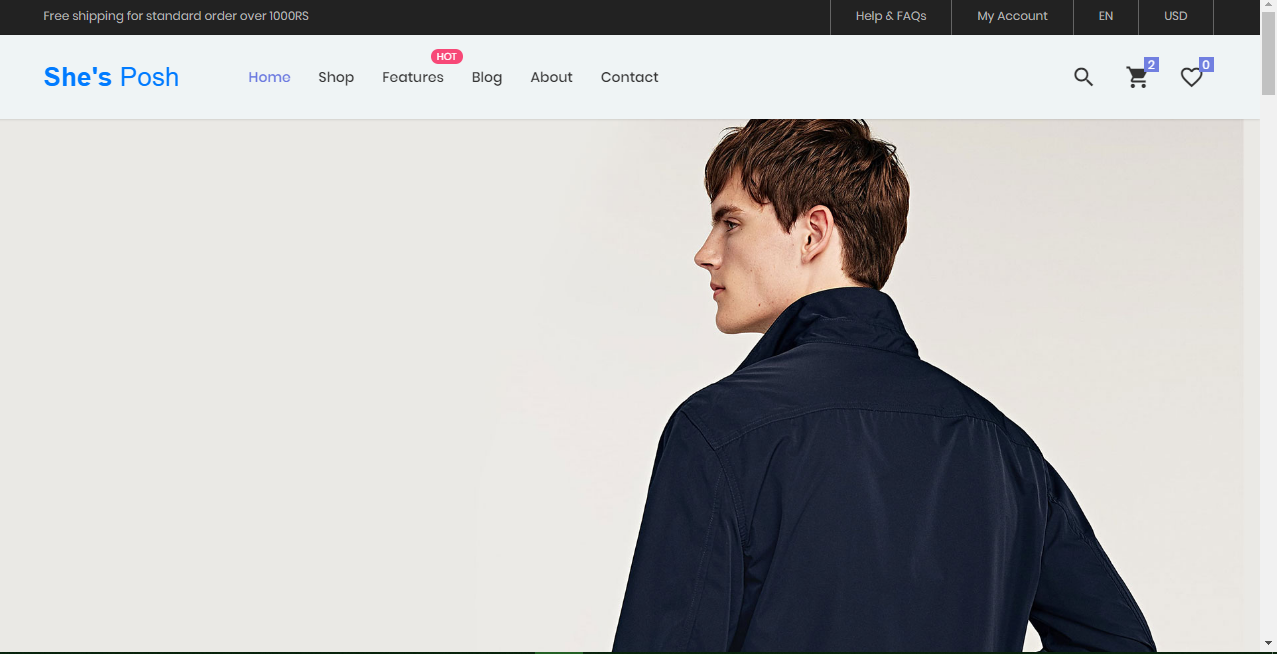 Free shipping for standard order over 1000RS
Help & FAQs
My Account
EN
USD
She's Posh
Home
Shop
Features
HOT
Blog
About
Contact
2
0